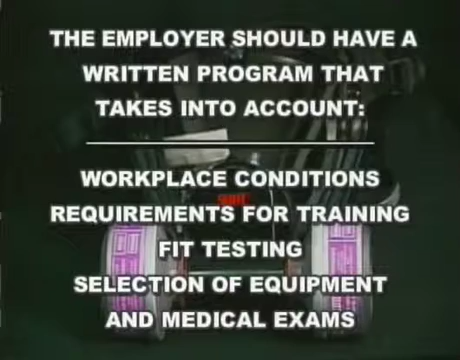 THE EMPLOYER SHOULD HAVE A
WRITTEN PROGRAM THAT
TAKES INTO ACCOUNT:
WORKPLACE CONDITIONS
REQUIREMENTS FOR TRAINING
FIT TESTING
SELECTION OF EQUIPMENT
AND MEDICAL EXAMS